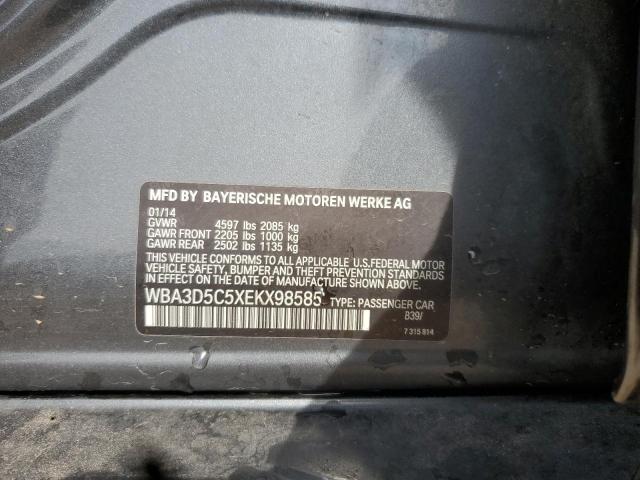 MFD BY BAYERISCHE MOTOREN WERKE AG
01/14
GVWR 4597 lbs 2085 kg
GAWR FRONT 2205 lbs 1000 kg
GAWR REAR 2502 lbs 1135 kg
THIS VEHICLE CONFORMS TO ALL APPLICABLE U.S.FEDERAL MOTOR
VEHICLE SAFETY, BUMPER, AND THEFT PREVENTION STANDARDS
IN EFFECT ON THE DATE OF MANUFACTURE SHOWN ABOVE.
WBA3D5C5XEKX98585 TYPE: PASSENGER CAR
B39/
7 315 814